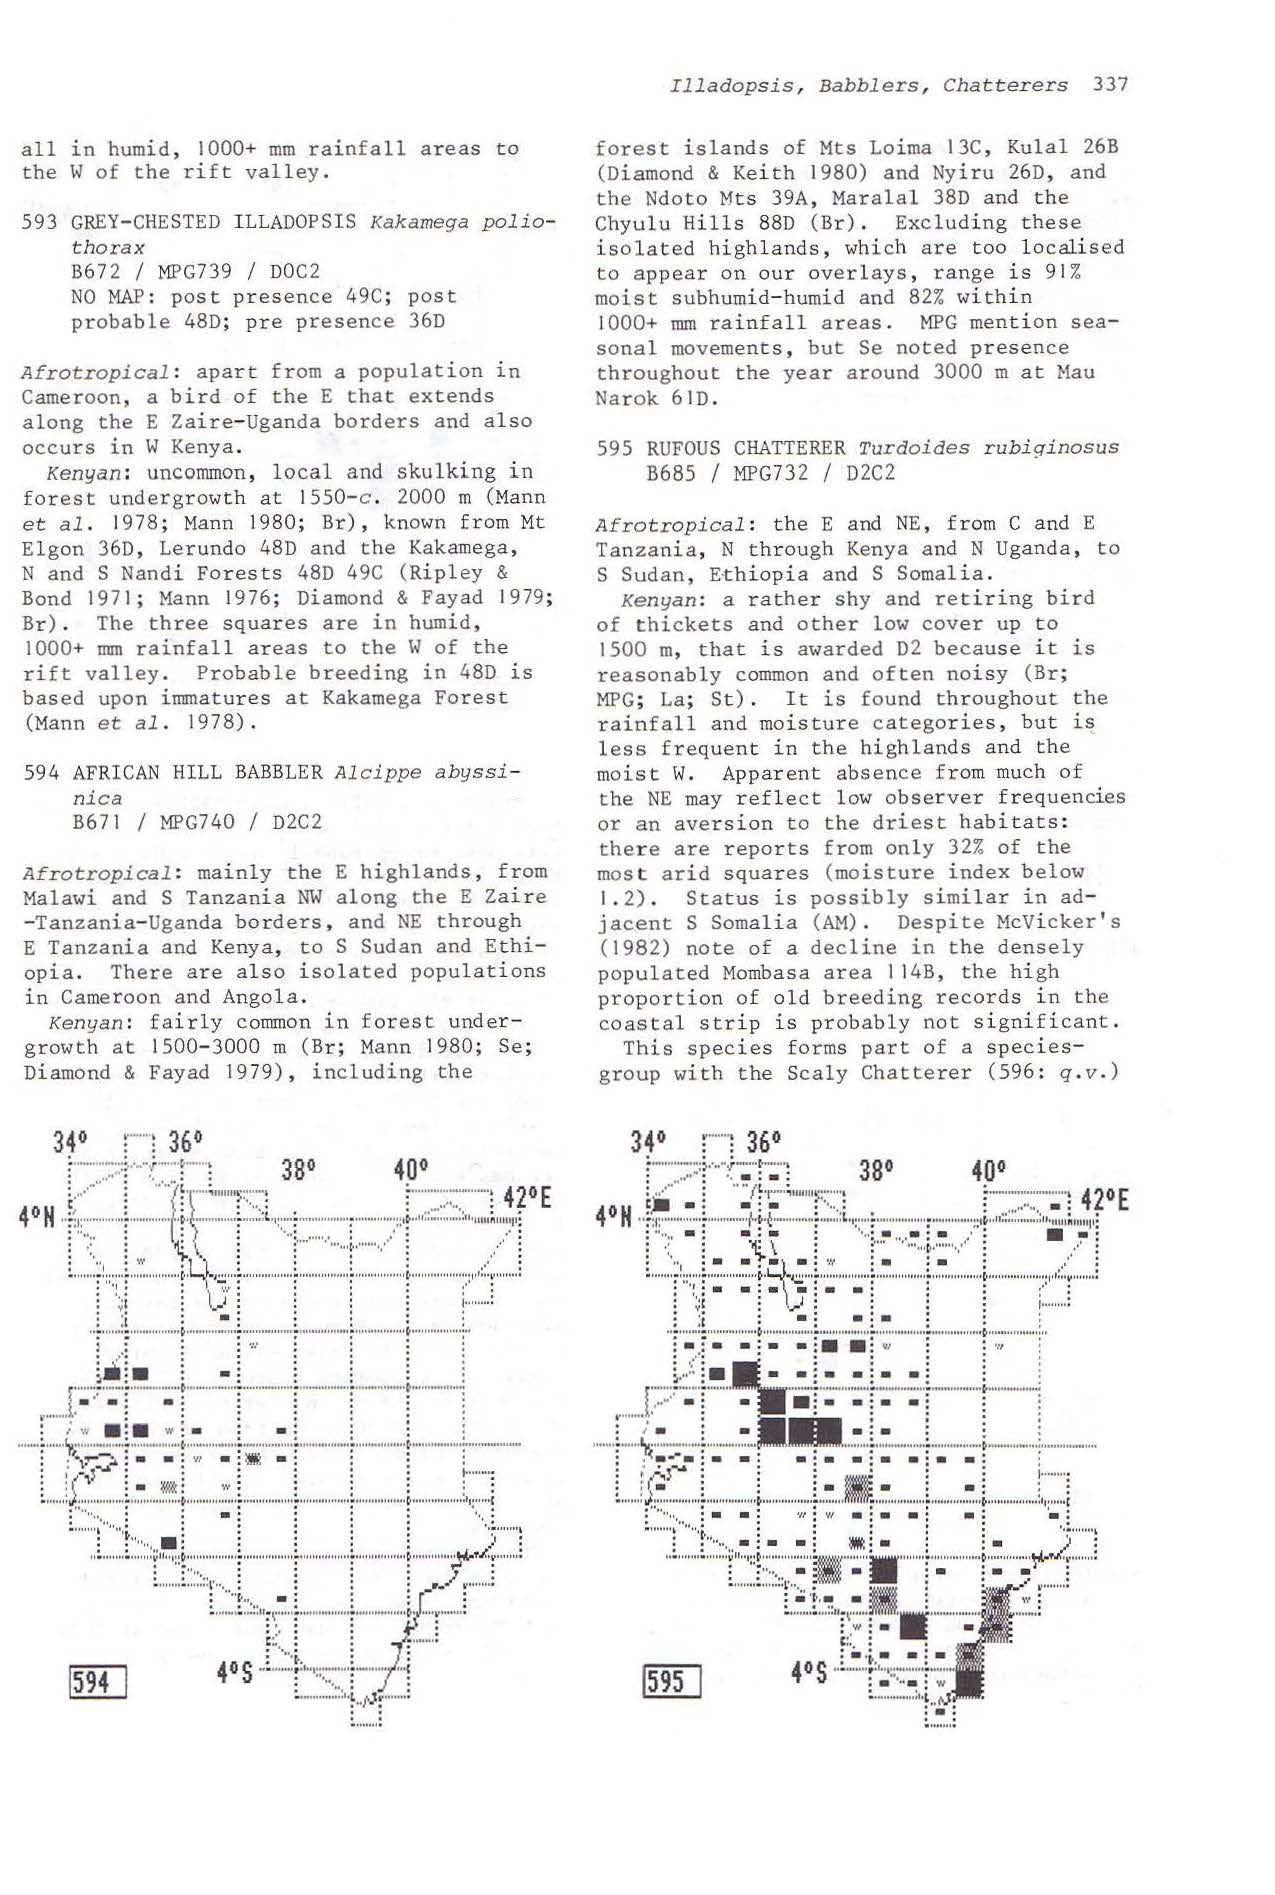 Illadopsis, Babblers, Chatterers 337
all in humid, 1000+ mm rainfall areas to
the W of the rift valley.
593 GREY-CHESTED ILLADOPSIS Kakamega polio-
thorax
B672 / MPG739 / DOC2
NO MAP: post presence 49C; post
probable 48D; pre presence 36D
Afrotropical: apart from a population in
Cameroon, a bird of the E that extends
along the E Zaire-Uganda borders and also
occurs in W Kenya.
Kenyan: uncommon, local and skulking in
forest undergrowth at 1550-c. 2000 m (Mann
et al. 1978; Mann 1980; Br), known from Mt
Elgon 36D, Lerundo 48D and the Kakamega,
N and S Nandi Forests 48D 49C (Ripley &
Bond 1971; Mann 1976; Diamond & Fayad 1979;
Br). The three squares are in humid,
1000+ mm rainfall areas to the W of the
rift valley. Probable breeding in 48D is
based upon immatures at Kakamega Forest
(Mann et al. 1978).
594 AFRICAN HILL BABBLER Alcippe abyssi-
nica
B671 / MPG740 / D2C2
Afrotropical: mainly the E highlands, from
Malawi and S Tanzania NW along the E Zaire
-Tanzania-Uganda borders, and NE through
E Tanzania and Kenya, to S Sudan and Ethi-
opia. There are also isolated populations
in Cameroon and Angola.
Kenyan: fairly common in forest under-
growth at 1500-3000 m (Br; Mann 1980; Se;
Diamond & Fayad 1979), including the
forest islands of Mts Loima 13C, Kulal 26B
(Diamond & Keith 1980) and Nyiru 26D, and
the Ndoto Mts 39A, Maralal 38D and the
Chyulu Hills 88D (Br). Excluding these
isolated highlands, which are too localised
to appear on our overlays, range is 91%
moist subhumid-humid and 82% within
1000+ mm rainfall areas. MPG mention sea-
sonal movements, but Se noted presence
throughout the year around 3000 m at Mau
Narok 61D.
595 RUFOUS CHATTERER Turdoides rubiginosus
B685 / MPG732 / D2C2
Afrotropical: the E and NE, from C and E
Tanzania, N through Kenya and N Uganda, to
S Sudan, Ethiopia and S Somalia.
Kenyan: a rather shy and retiring bird
of thickets and other low cover up to
1500 m, that is awarded D2 because it is
reasonably common and often noisy (Br;
MPG; La; St). It is found throughout the
rainfall and moisture categories, but is
less frequent in the highlands and the
moist W. Apparent absence from much of
the NE may reflect low observer frequencies
or an aversion to the driest habitats:
there are reports from only 32% of the
most arid squares (moisture index below
1.2). Status is possibly similar in ad-
jacent S Somalia (AM). Despite McVicker's
(1982) note of a decline in the densely
populated Mombasa area 114B, the high
proportion of old breeding records in the
coastal strip is probably not significant.
This species forms part of a species-
group with the Scaly Chatterer (596: q.v.)
34° 36°
38° 40°
42°E
4°N
4°S
594
34° 36°
38° 40°
42°E
4°N
4°S
595